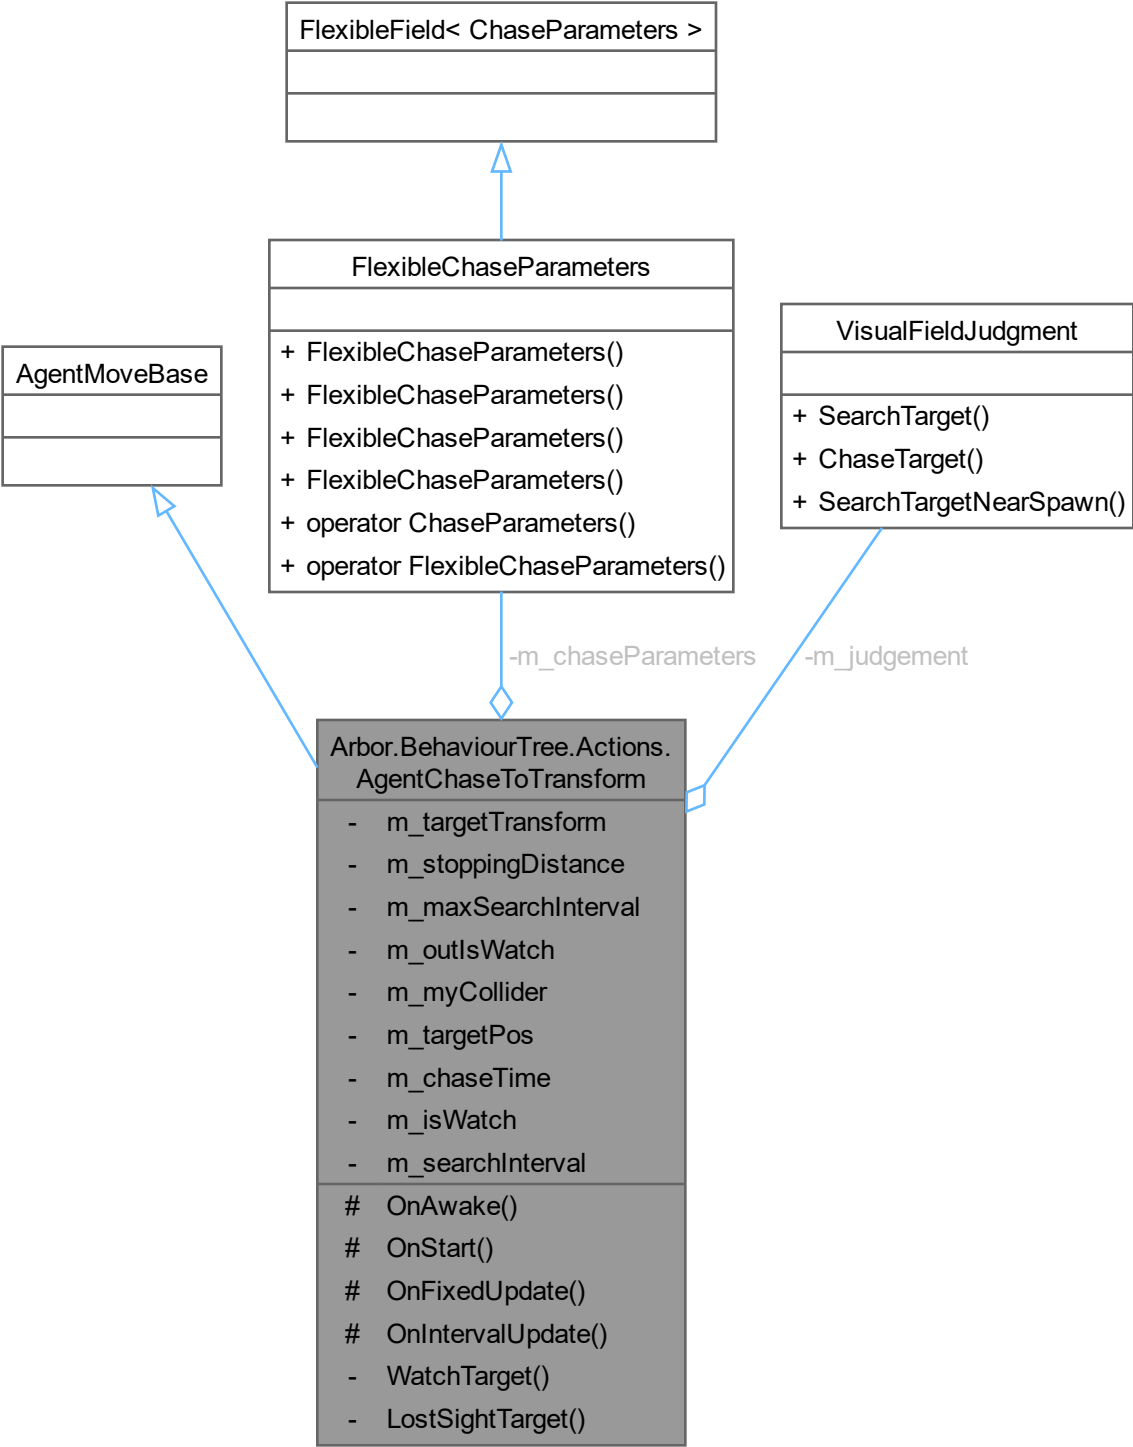 FlexibleField< ChaseParameters >
FlexibleChaseParameters
+ FlexibleChaseParameters()
+ FlexibleChaseParameters()
+ FlexibleChaseParameters()
+ FlexibleChaseParameters()
+ operator ChaseParameters()
+ operator FlexibleChaseParameters()
VisualFieldJudgment
+ SearchTarget()
+ ChaseTarget()
+ SearchTargetNearSpawn()
AgentMoveBase
-m_chaseParameters
-m_judgement
Arbor.BehaviourTree.Actions.
AgentChaseToTransform
- m_targetTransform
- m_stoppingDistance
- m_maxSearchInterval
- m_outIsWatch
- m_myCollider
- m_targetPos
- m_chaseTime
- m_isWatch
- m_searchInterval
# OnAwake()
# OnStart()
# OnFixedUpdate()
# OnIntervalUpdate()
- WatchTarget()
- LostSightTarget()